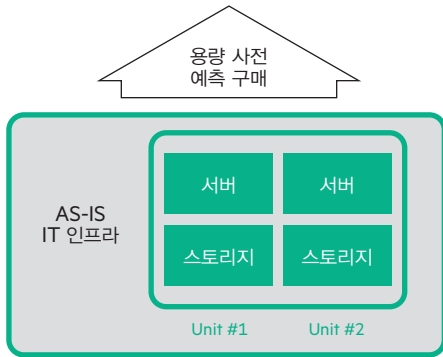 용량 사전
예측 구매
AS-IS
IT 인프라
서버
서버
스토리지
스토리지
Unit #1
Unit #2